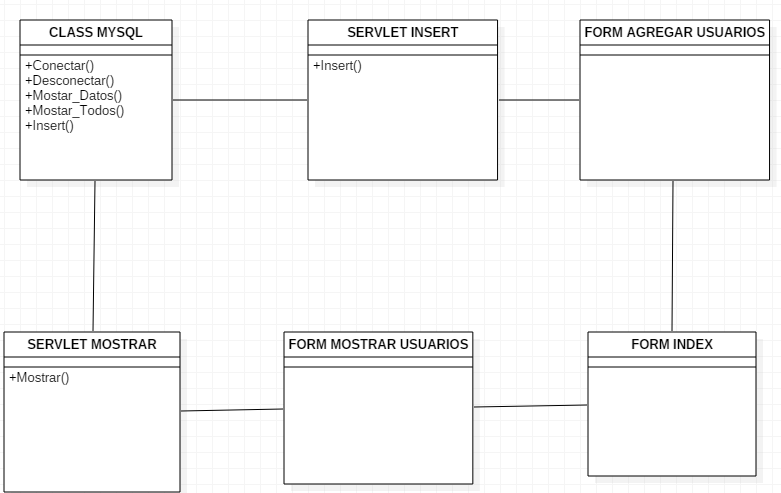 CLASS MYSQL
+Conectar()
+Desconectar()
+Mostar_Datos()
+Mostar_Todos()
+Insert()
SERVLET INSERT
+Insert()
FORM AGREGAR USUARIOS
SERVLET MOSTRAR
+Mostrar()
FORM MOSTRAR USUARIOS
FORM INDEX